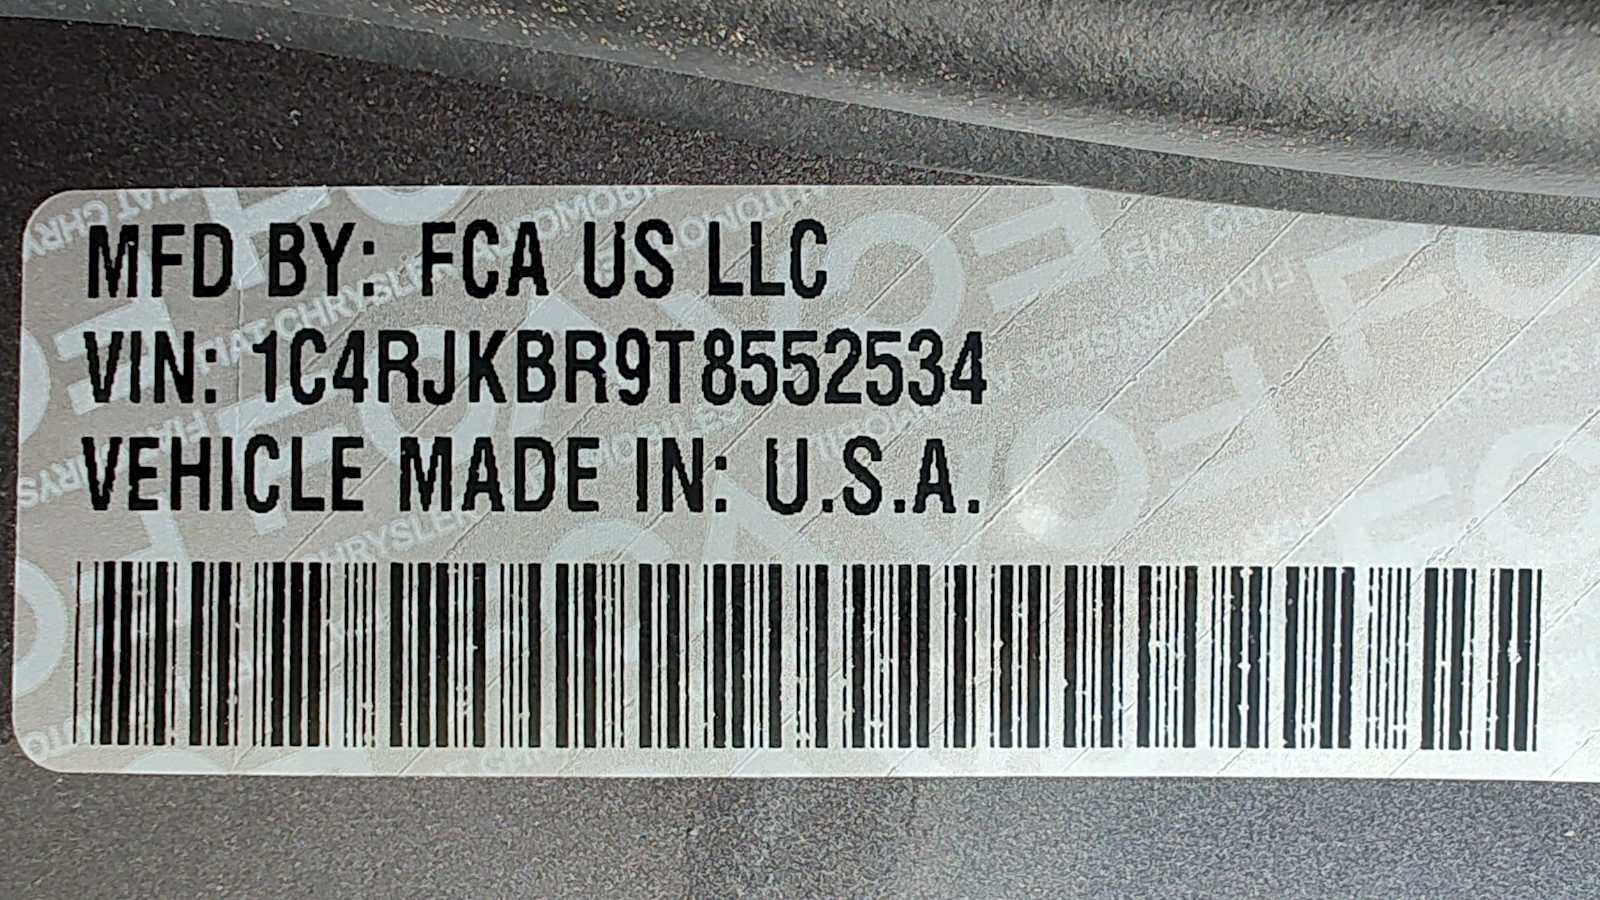 MFD BY: FCA US LLC
VIN: 1C4RJKBR9T8552534
VEHICLE MADE IN: U.S.A.